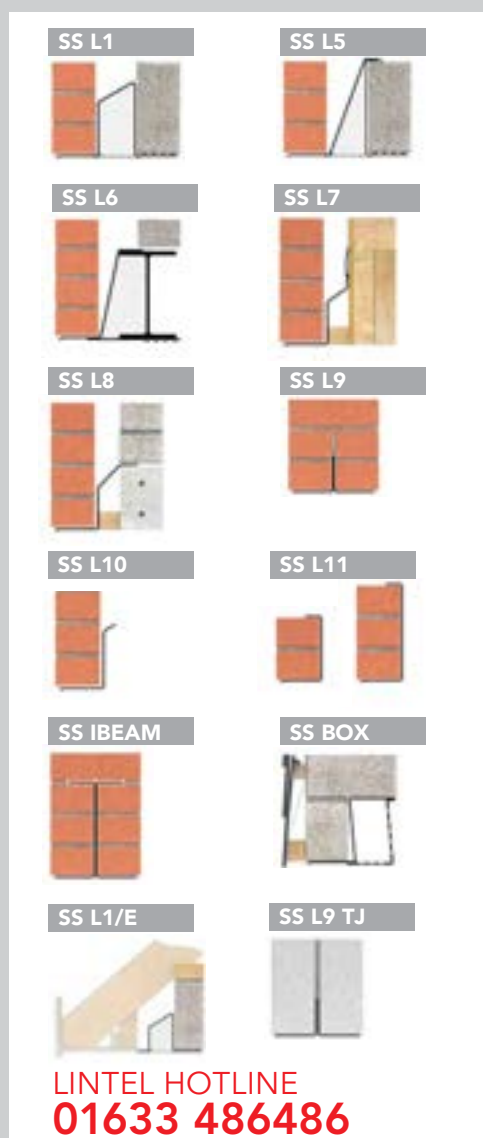 SS L1
SS L5
SS L6
SS L7
SS L8
SS L9
SS L10
SS L11
SS IBEAM
SS BOX
SS L1/E
SS L9 TJ
LINTEL HOTLINE
01633 486486